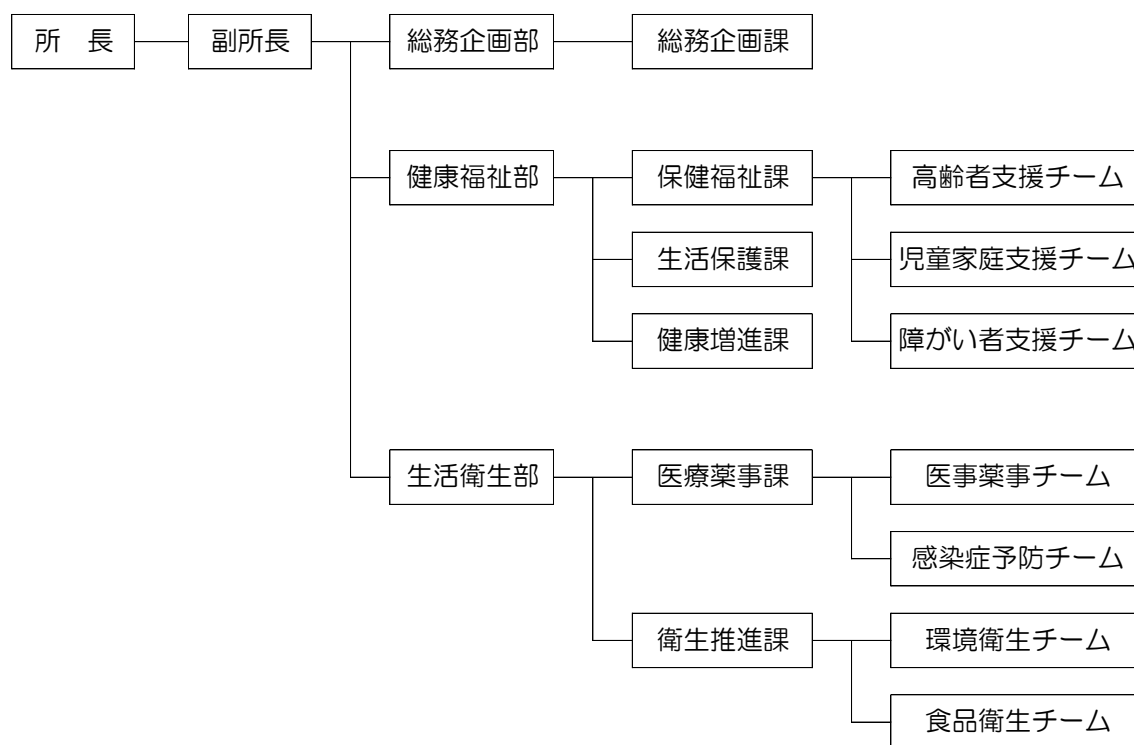 所　長
副所長
総務企画部
総務企画課
健康福祉部
保健福祉課
高齢者支援チーム
生活保護課
児童家庭支援チーム
健康増進課
障がい者支援チーム
生活衛生部
医療薬事課
医事薬事チーム
感染症予防チーム
衛生推進課
環境衛生チーム
食品衛生チーム